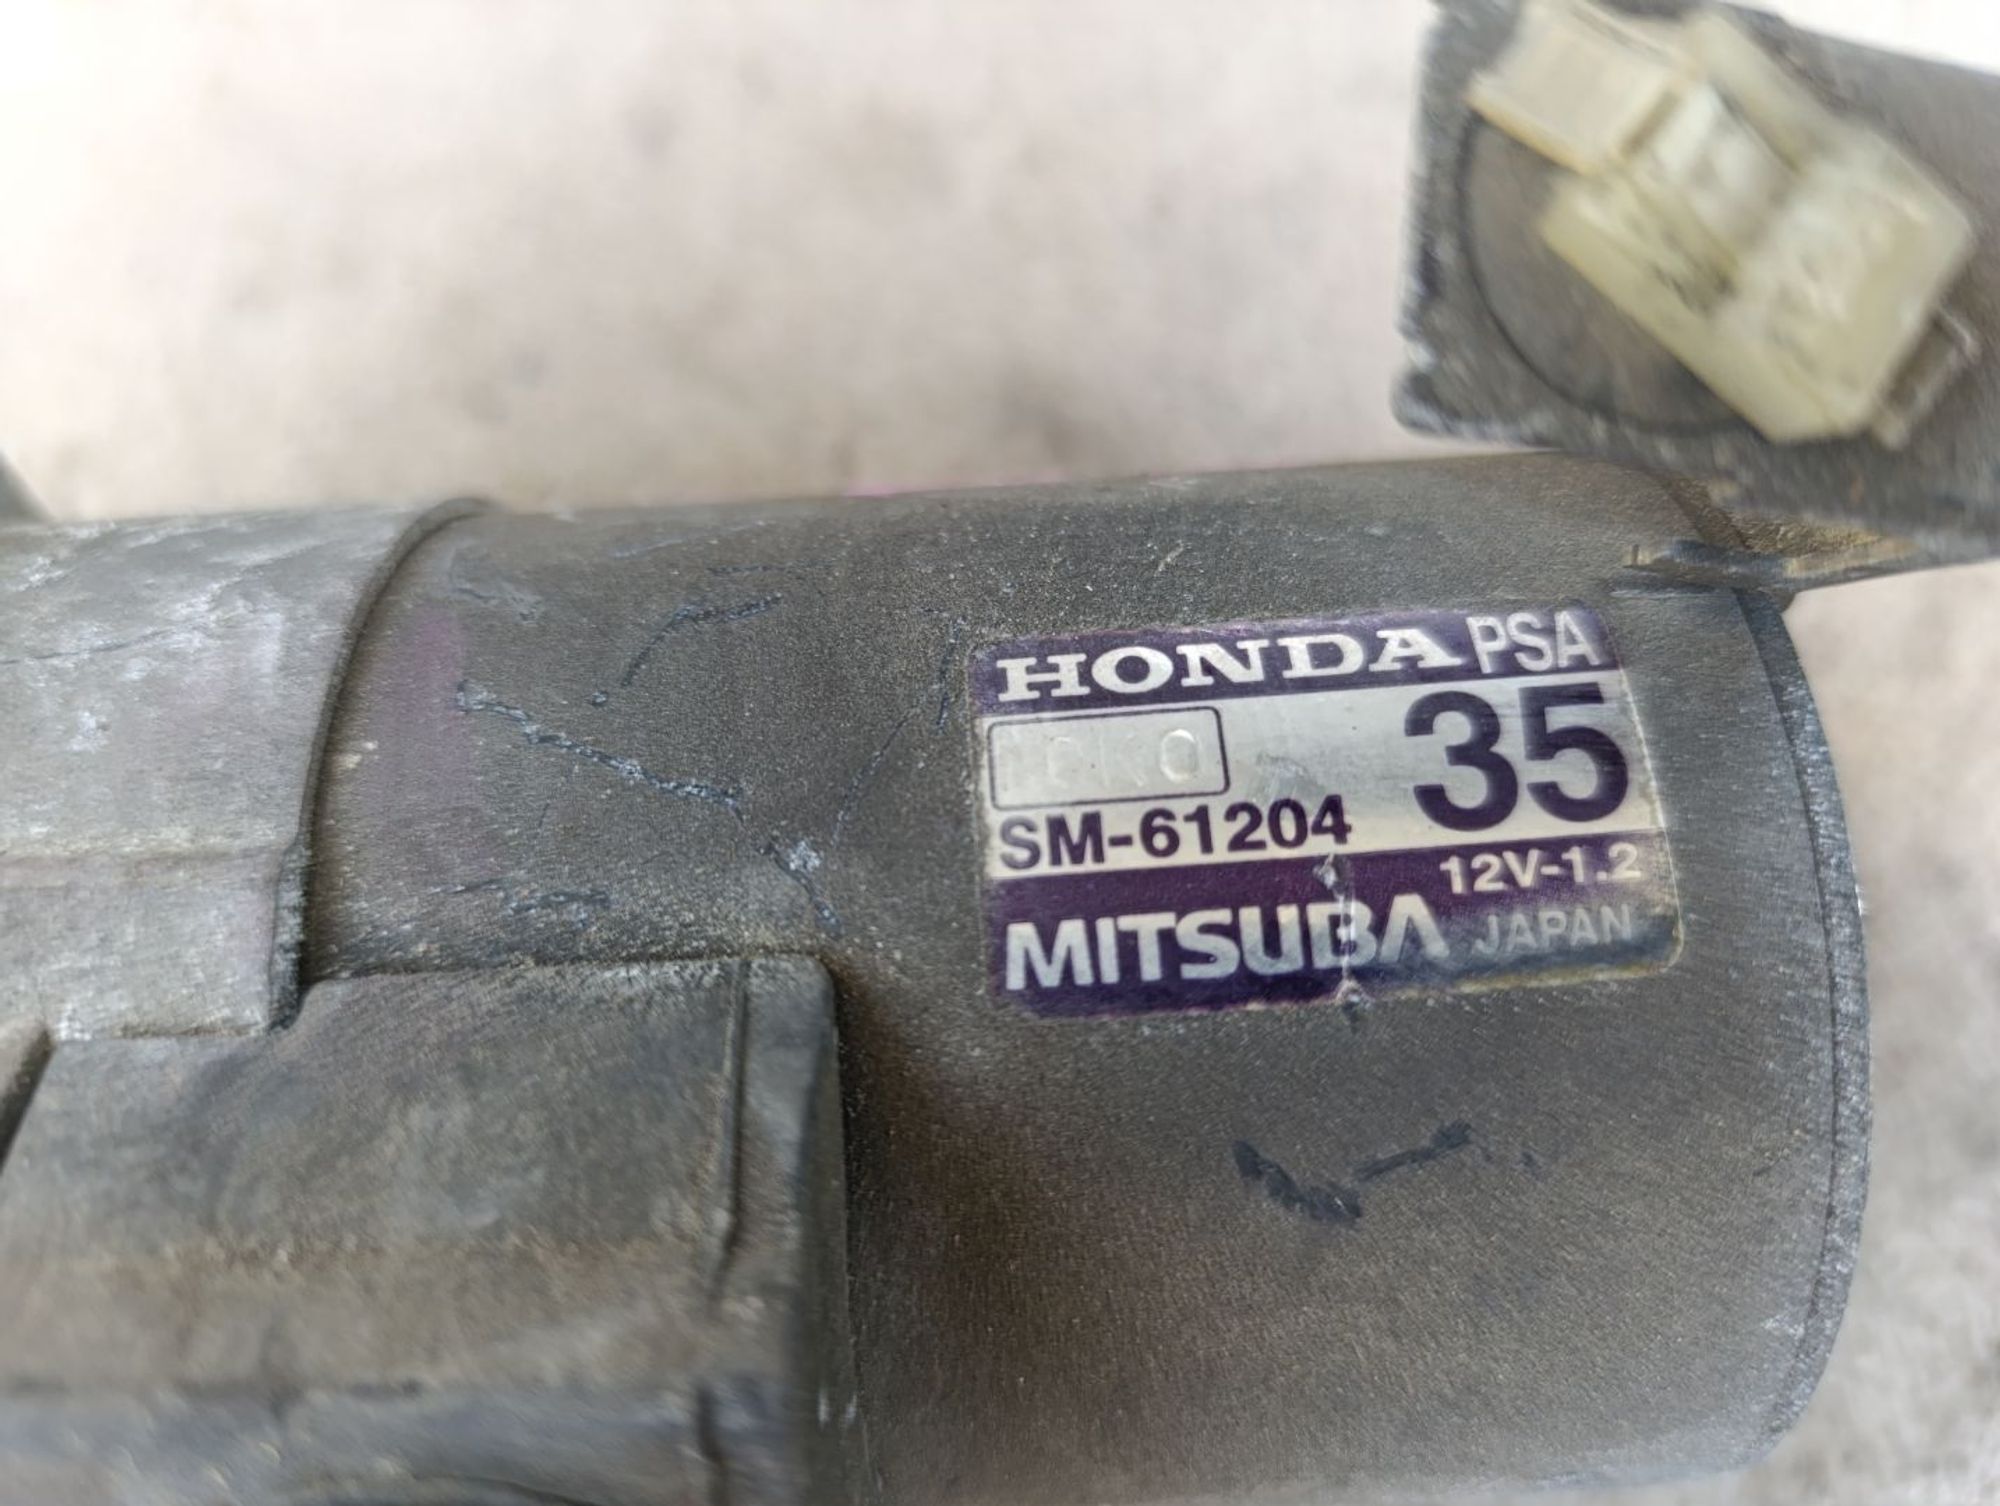 HONDA PSA
35
SM-61204
12V-1.2
MITSUBA JAPAN